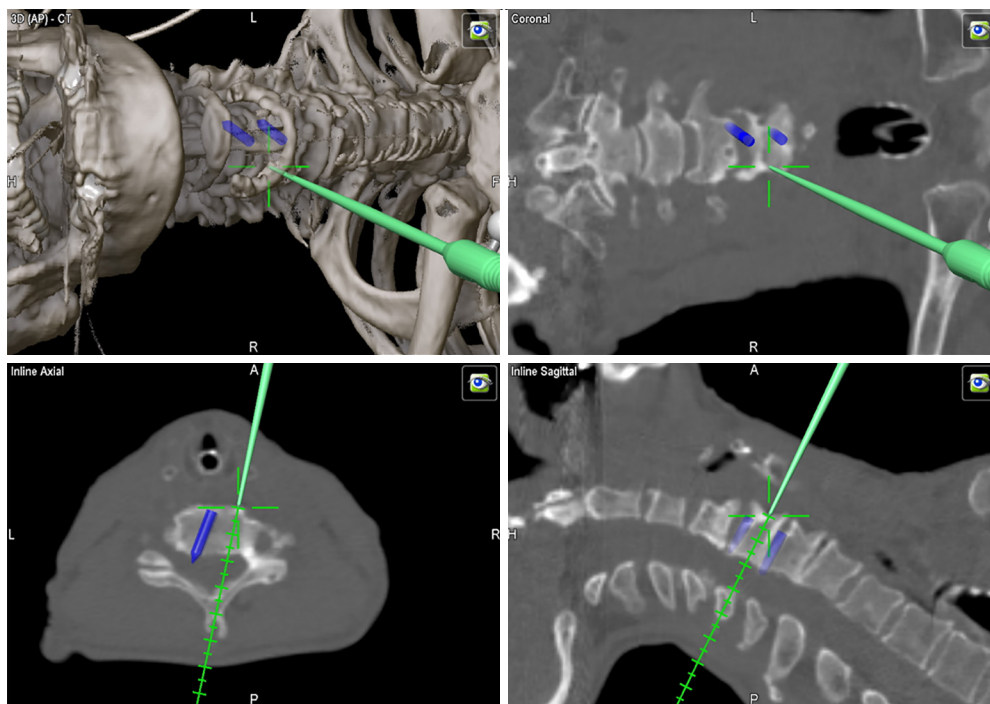 3D (AP) - CT
L
H
F
R
Coronal
L
H
R
Inline Axial
A
L
R
P
Inline Sagittal
A
H
P